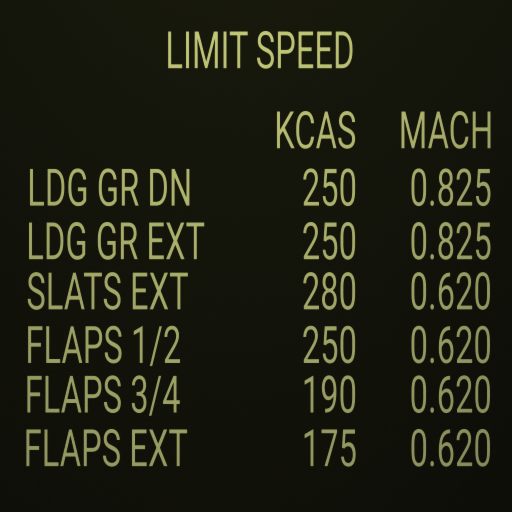 LIMIT SPEED
KCAS MACH
LDG GR DN 250 0.825
LDG GR EXT 250 0.825
SLATS EXT 280 0.620
FLAPS 1/2 250 0.620
FLAPS 3/4 190 0.620
FLAPS EXT 175 0.620